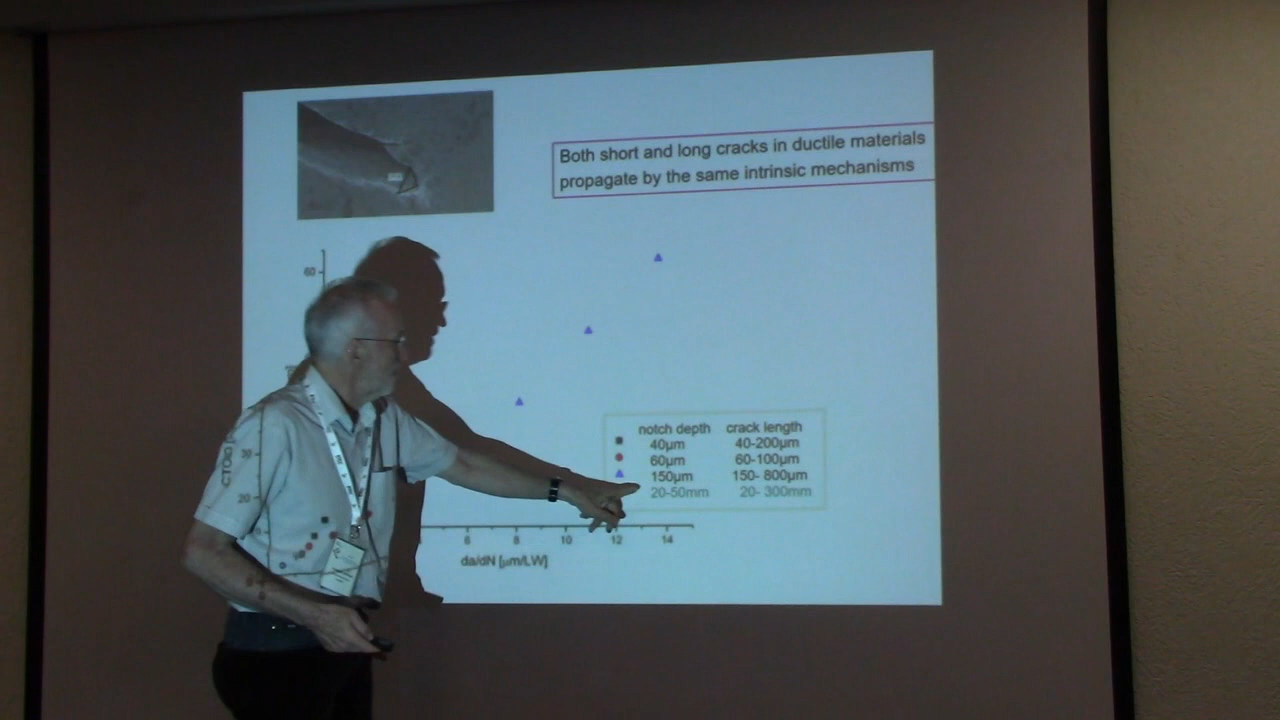 Both short and long cracks in ductile materials
propagate by the same intrinsic mechanisms
60
30
20
CTOD
notch depth crack length
40µm 40-200µm
60µm 60-100µm
150µm 150- 800µm
20-50mm 20- 300mm
6 8 10 12 14
da/dN [µm/LW]